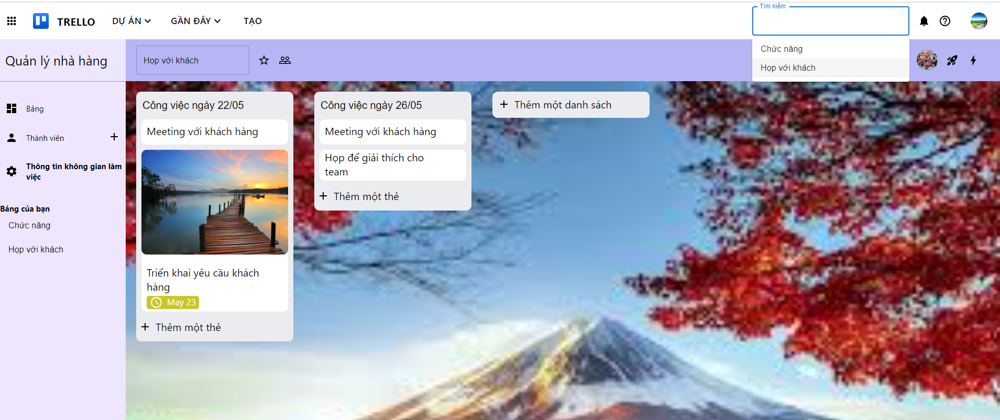 TRELLO
DỰ ÁN
GẦN ĐÂY
TẠO
Tìm kiếm
Chức năng
Họp với khách
Quản lý nhà hàng
Họp với khách
Bảng
Thành viên
Thông tin không gian làm
việc
Bảng của bạn
Chức năng
Họp với khách
Công việc ngày 22/05
Meeting với khách hàng
Triển khai yêu cầu khách
hàng
May 23
Thêm một thẻ
Công việc ngày 26/05
Meeting với khách hàng
Họp để giải thích cho
team
Thêm một thẻ
Thêm một danh sách